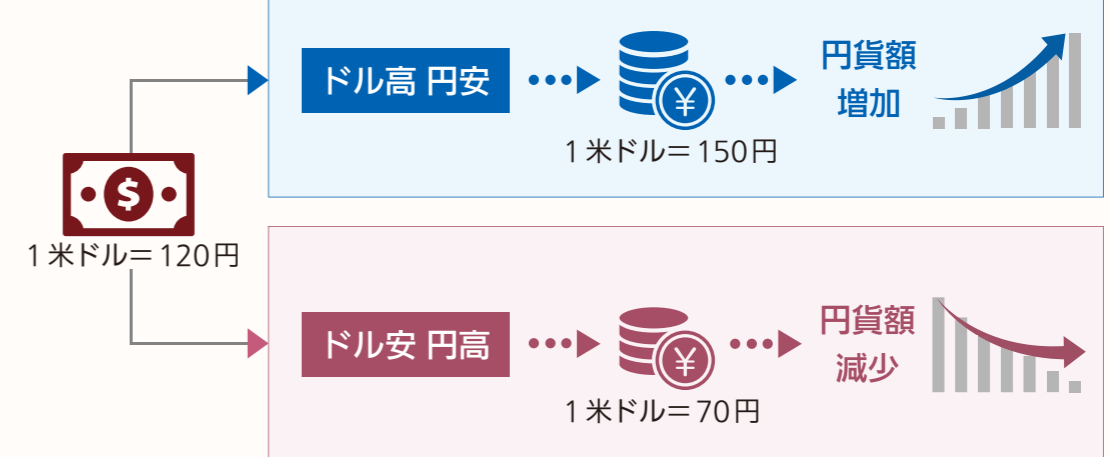 ドル高 円安
¥
1米ドル＝150円
円貨額
増加
$
1米ドル＝120円
ドル安 円高
¥
1米ドル＝70円
円貨額
減少